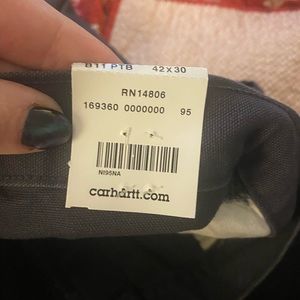 B11 PTB 42X30
RN14806
169360 0000000 95
NI95NA
carhartt.com